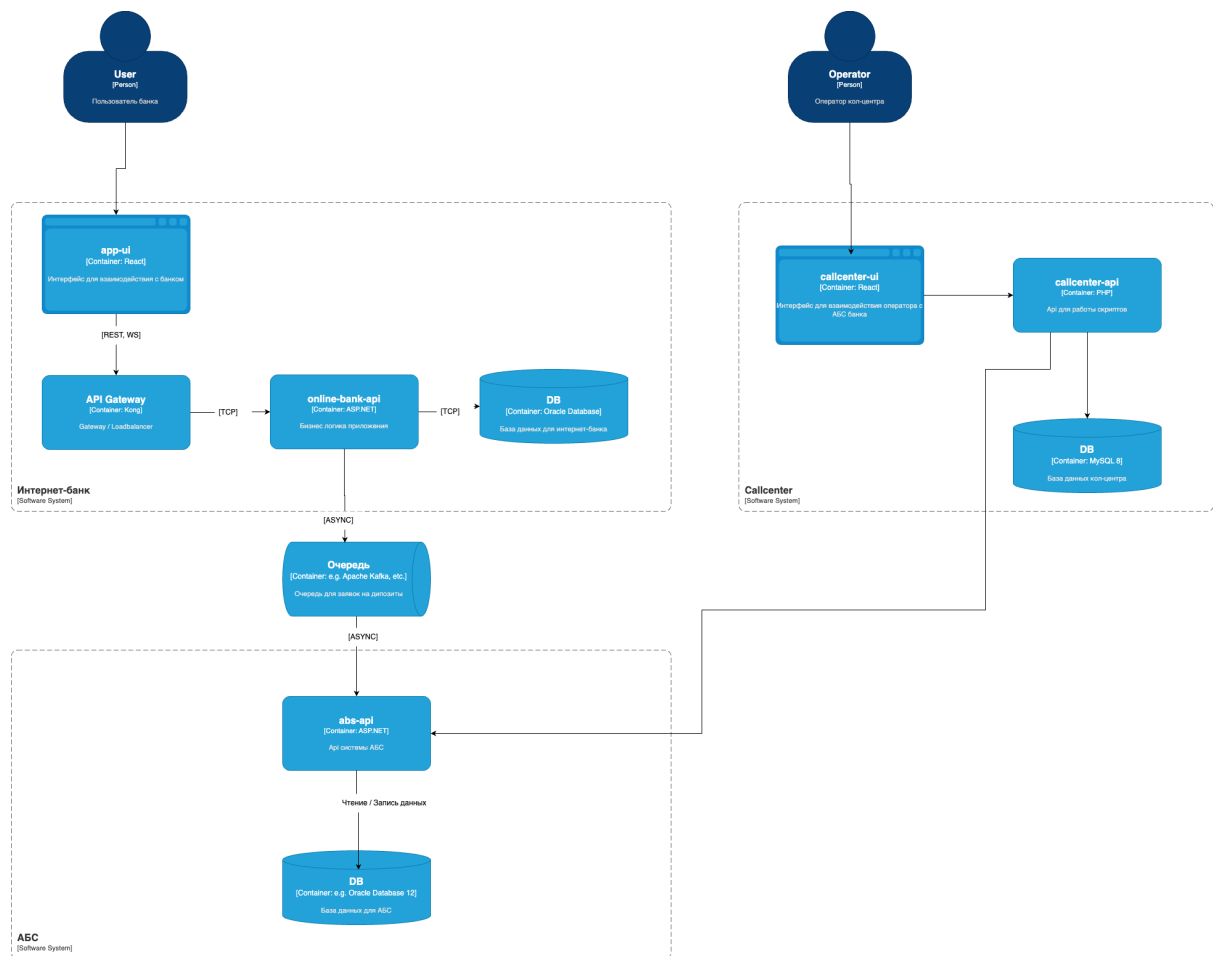 User
[Person]
Пользователь банка
Operator
[Person]
Оператор кол-центра
app-ui
[Container: React]
Интерфейс для взаимодействия с банком
[REST, WS]
API Gateway
[Container: Kong]
Gateway / Loadbalancer
[TCP]
online-bank-api
[Container: ASP.NET]
Бизнес логика приложения
[TCP]
DB
[Container: Oracle Database]
База данных для интернет-банка
Интернет-банк
[Software System]
callcenter-ui
[Container: React]
Интерфейс для взаимодействия оператора с
АБС банка
callcenter-api
[Container: PHP]
Api для работы скриптов
DB
[Container: MySQL 8]
База данных кол-центра
Callcenter
[Software System]
[ASYNC]
Очередь
[Container: e.g. Apache Kafka, etc.]
Очередь для заявок на дипозиты
[ASYNC]
abs-api
[Container: ASP.NET]
Api системы АБС
Чтение / Запись данных
DB
[Container: e.g. Oracle Database 12]
База данных для АБС
АБС
[Software System]